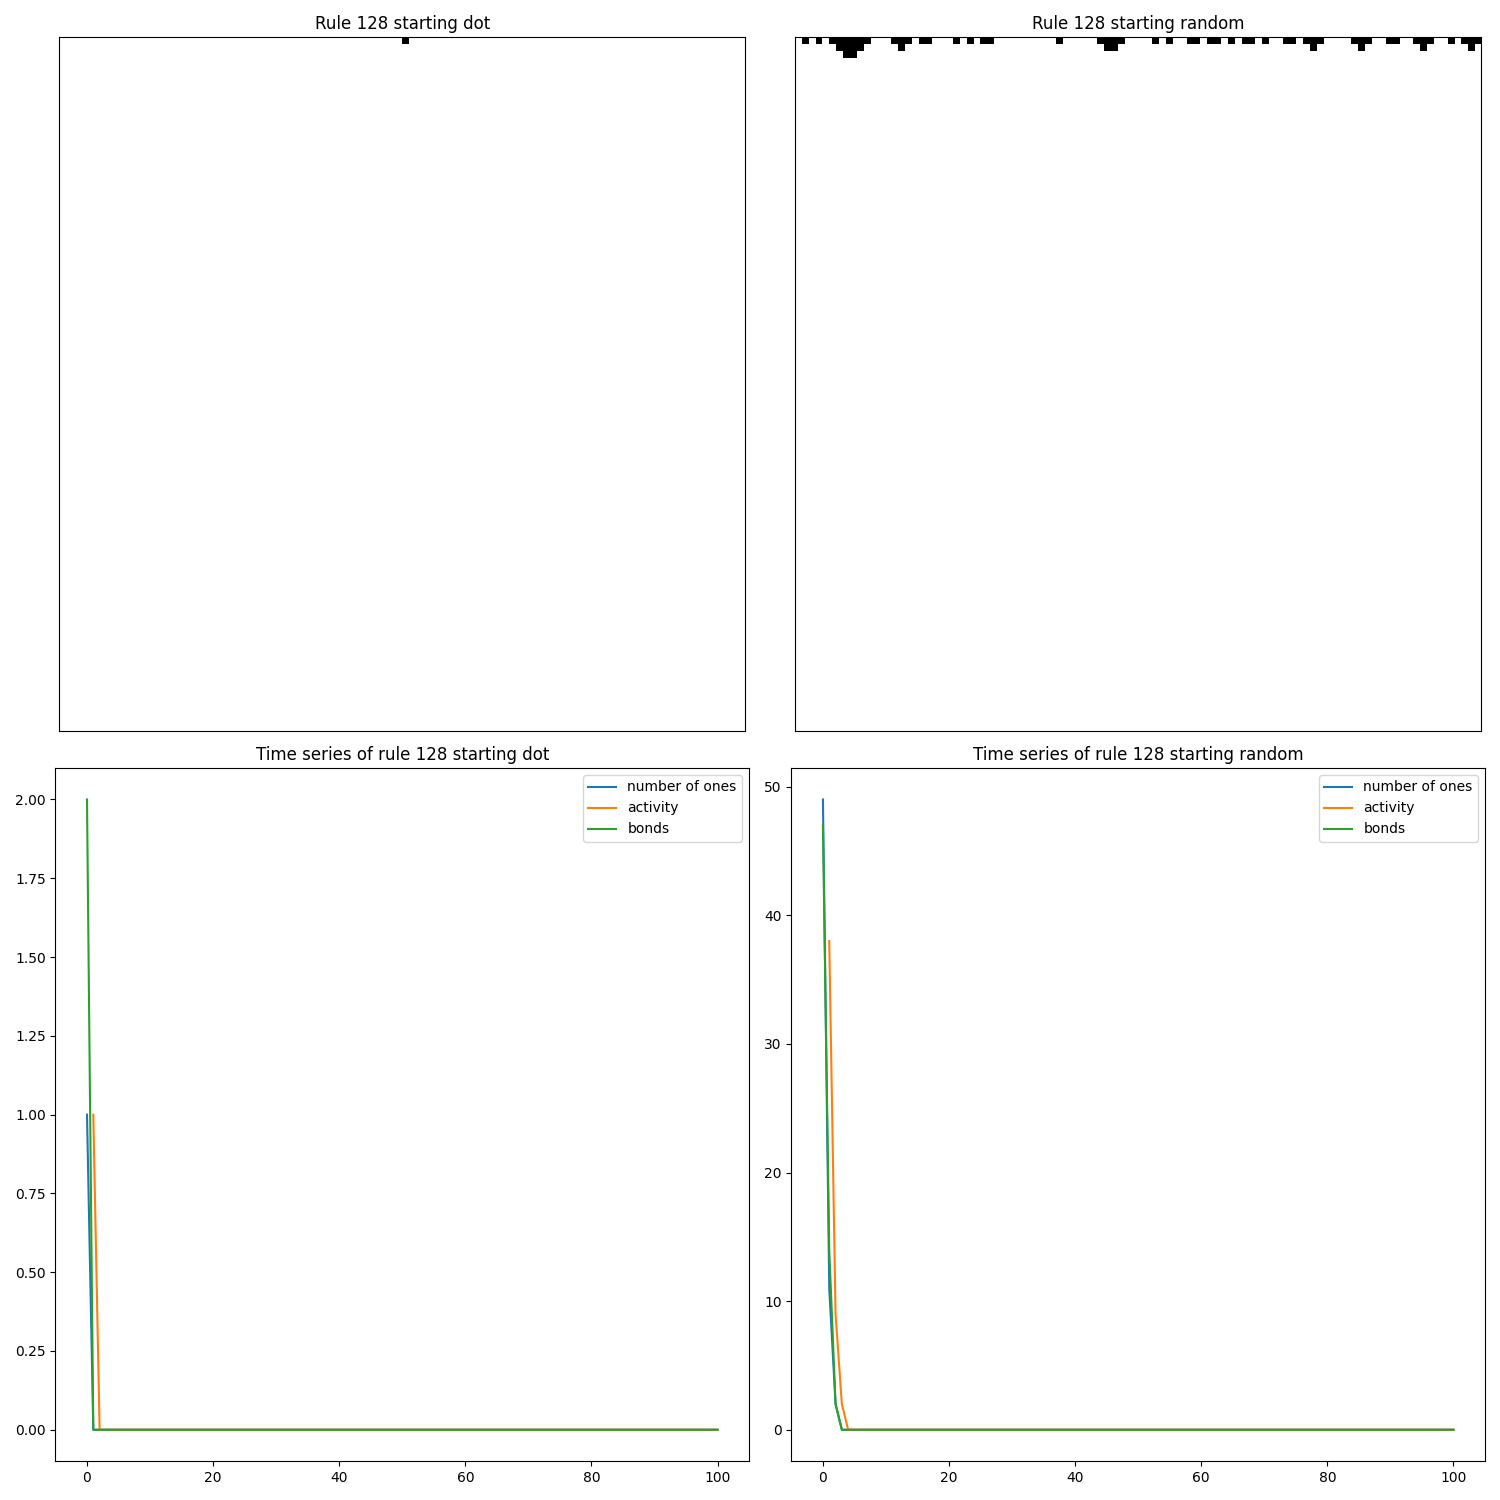 Rule 128 starting dot
Rule 128 starting random
Time series of rule 128 starting dot
2.00
1.75
1.50
1.25
1.00
0.75
0.50
0.25
0.00
0
20
40
60
80
100
number of ones
activity
bonds
Time series of rule 128 starting random
50
40
30
20
10
0
0
20
40
60
80
100
number of ones
activity
bonds